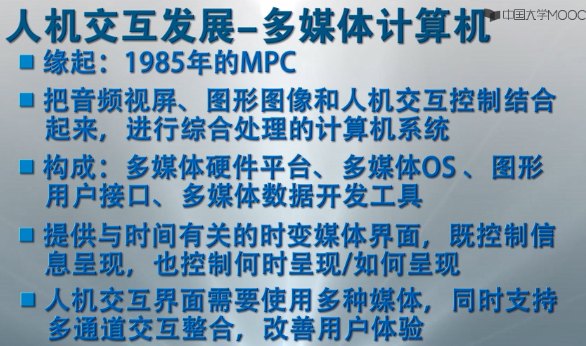 人机交互发展-多媒体计算机
中国大学MOOC
缘起：1985年的MPC
把音频视屏、图形图像和人机交互控制结合
起来，进行综合处理的计算机系统
构成：多媒体硬件平台、多媒体OS 、图形
用户接口、多媒体数据开发工具
提供与时间有关的时变媒体界面，既控制信
息呈现，也控制何时呈现/如何呈现
人机交互界面需要使用多种媒体，同时支持
多通道交互整合，改善用户体验